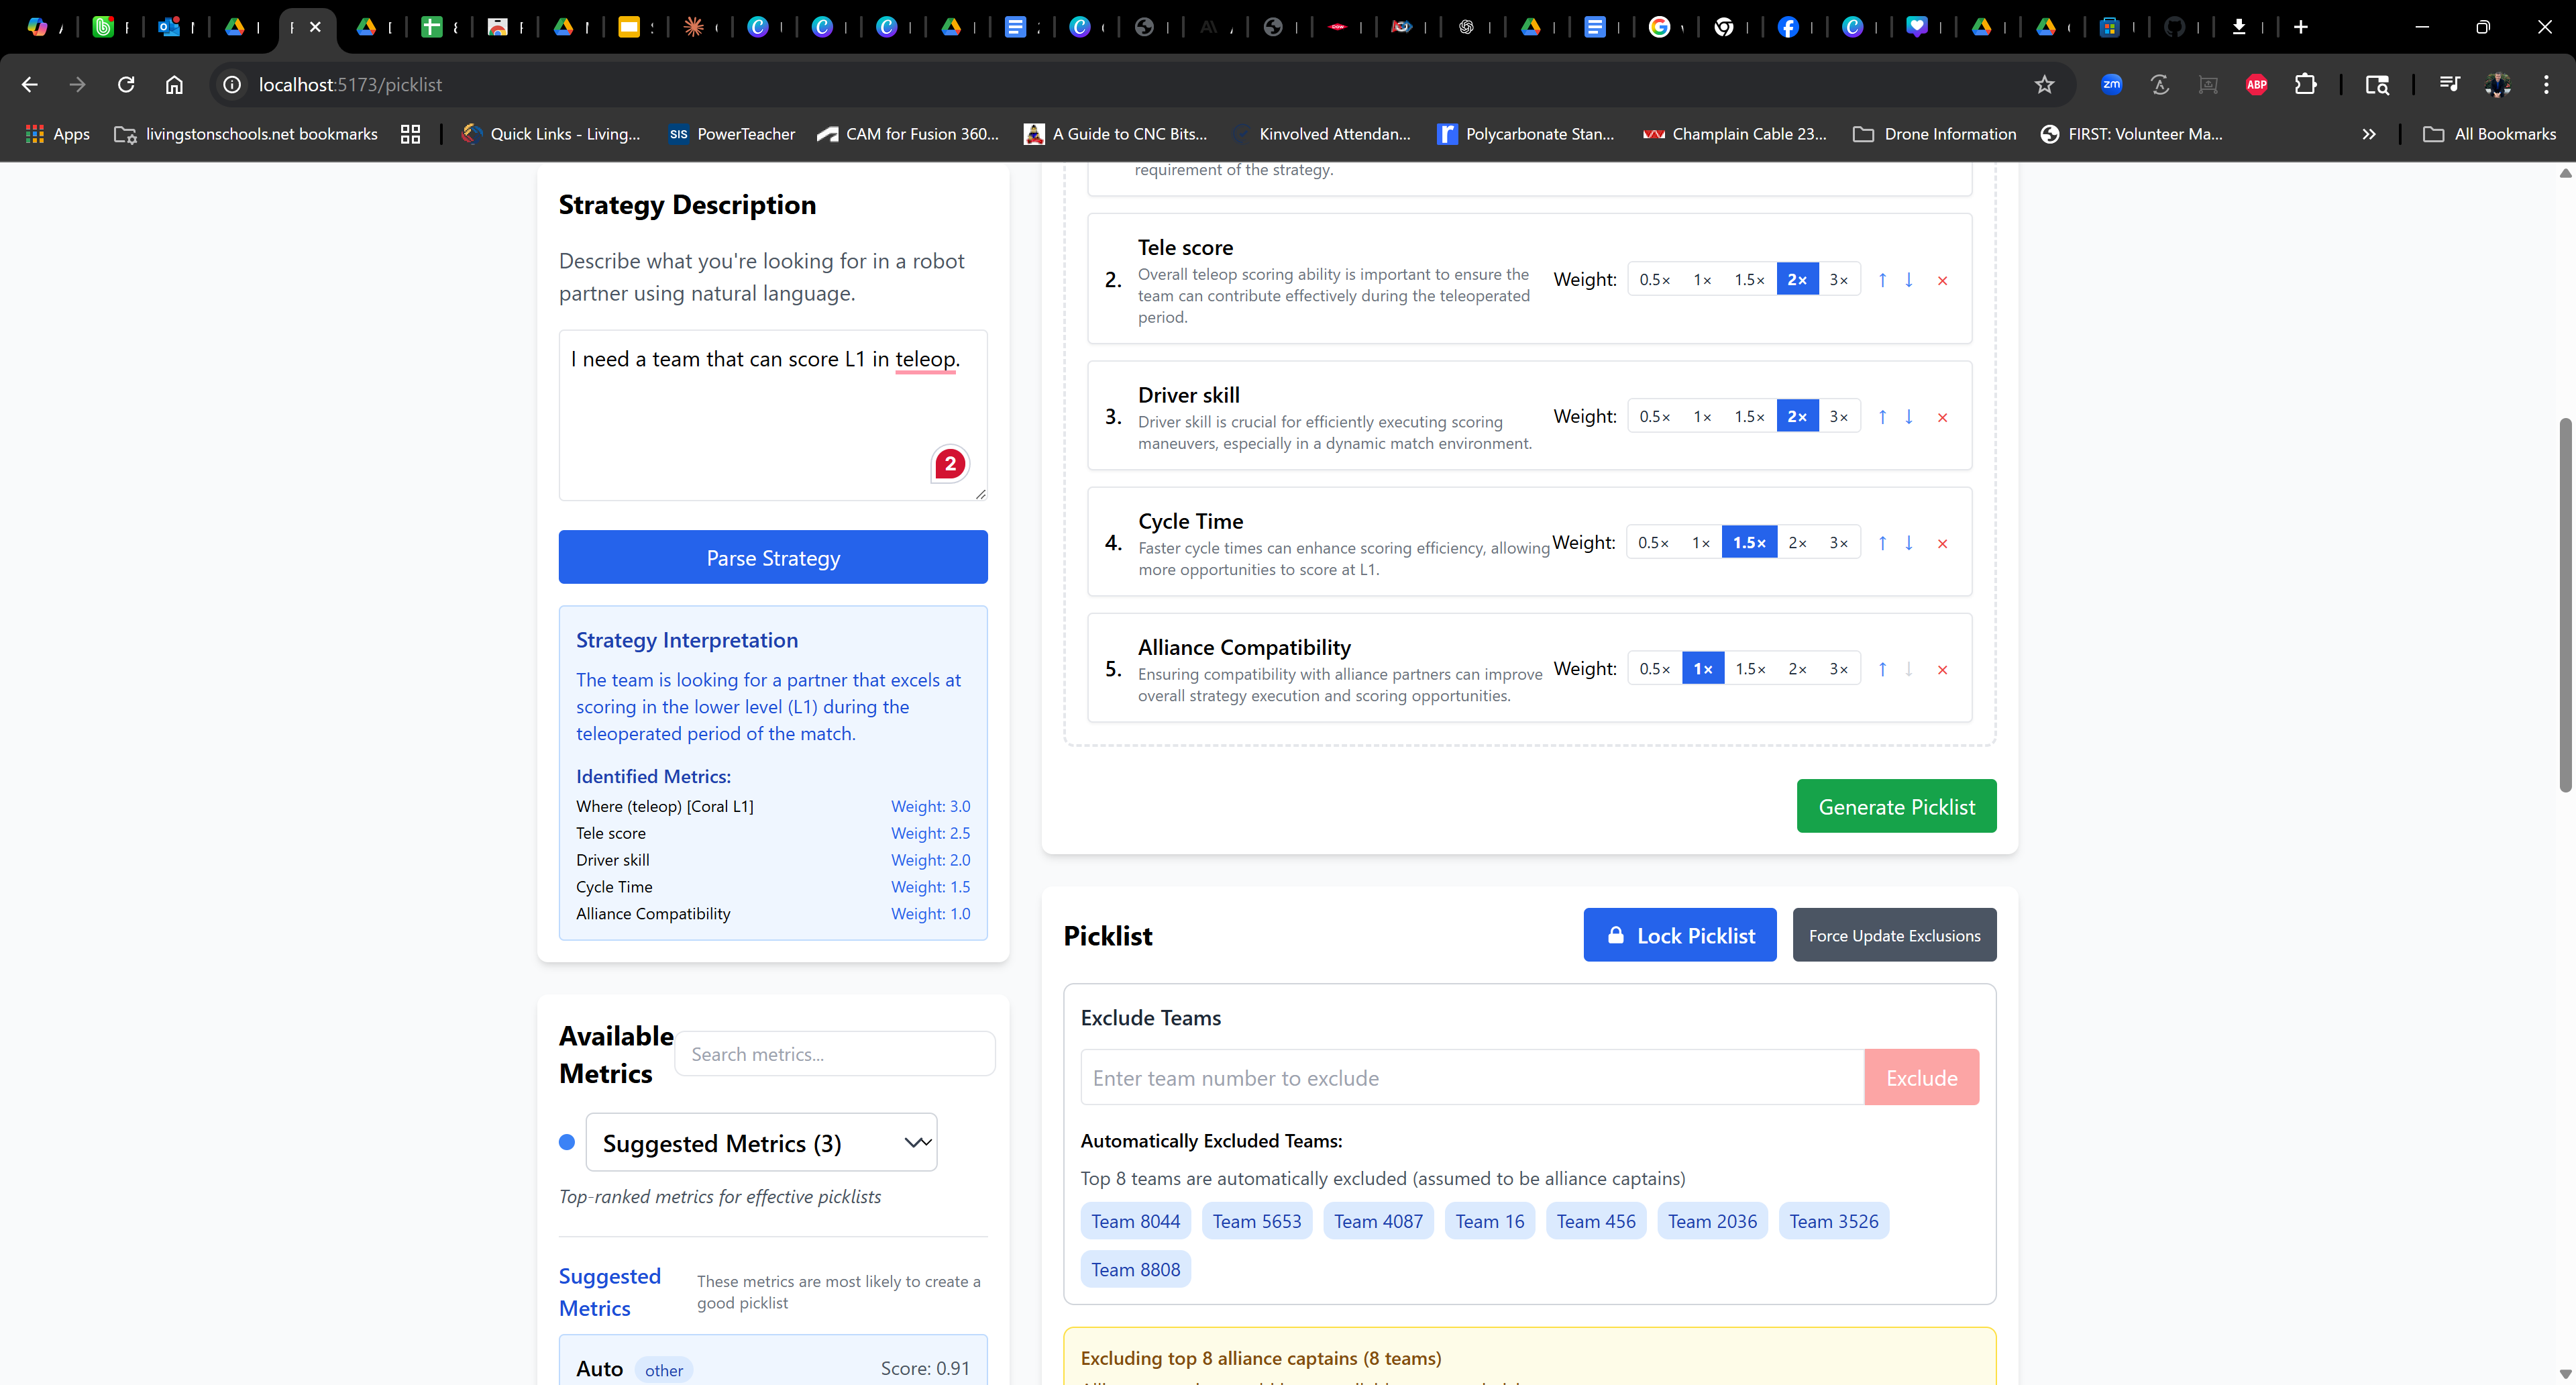 localhost:5173/picklist
Apps
livingstonschools.net bookmarks
Quick Links - Living...
SIS
PowerTeacher
CAM for Fusion 360...
A Guide to CNC Bits...
Kinvolved Attendan...
Polycarbonate Stan...
Champlain Cable 23...
Drone Information
FIRST: Volunteer Ma...
All Bookmarks
zm
ABP
Strategy Description
Describe what you're looking for in a robot
partner using natural language.
I need a team that can score L1 in teleop.
2
Parse Strategy
Strategy Interpretation
The team is looking for a partner that excels at
scoring in the lower level (L1) during the
teleoperated period of the match.
Identified Metrics:
Where (teleop) [Coral L1] Weight: 3.0
Tele score Weight: 2.5
Driver skill Weight: 2.0
Cycle Time Weight: 1.5
Alliance Compatibility Weight: 1.0
Available
Metrics
Search metrics...
Suggested Metrics (3)
Top-ranked metrics for effective picklists
Suggested
Metrics
These metrics are most likely to create a
good picklist
Auto other Score: 0.91
requirement of the strategy.
2.
Tele score
Overall teleop scoring ability is important to ensure the
team can contribute effectively during the teleoperated
period.
Weight: 0.5× 1× 1.5× 2× 3× ↑ ↓ ×
3.
Driver skill
Driver skill is crucial for efficiently executing scoring
maneuvers, especially in a dynamic match environment.
Weight: 0.5× 1× 1.5× 2× 3× ↑ ↓ ×
4.
Cycle Time
Faster cycle times can enhance scoring efficiency, allowing
more opportunities to score at L1.
Weight: 0.5× 1× 1.5× 2× 3× ↑ ↓ ×
5.
Alliance Compatibility
Ensuring compatibility with alliance partners can improve
overall strategy execution and scoring opportunities.
Weight: 0.5× 1× 1.5× 2× 3× ↑ ↓ ×
Generate Picklist
Picklist
Lock Picklist
Force Update Exclusions
Exclude Teams
Enter team number to exclude
Exclude
Automatically Excluded Teams:
Top 8 teams are automatically excluded (assumed to be alliance captains)
Team 8044 Team 5653 Team 4087 Team 16 Team 456 Team 2036 Team 3526
Team 8808
Excluding top 8 alliance captains (8 teams)